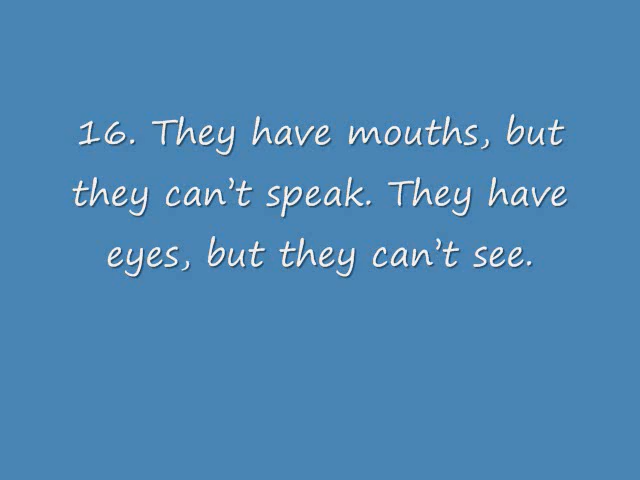 16. They have mouths, but
they can’t speak. They have
eyes, but they can’t see.